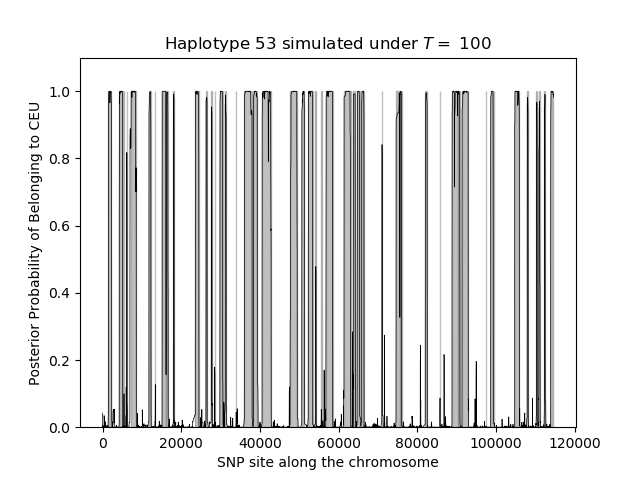 Haplotype 53 simulated under T = 100
Posterior Probability of Belonging to CEU
1.0
0.8
0.6
0.4
0.2
0.0
0 20000 40000 60000 80000 100000 120000
SNP site along the chromosome